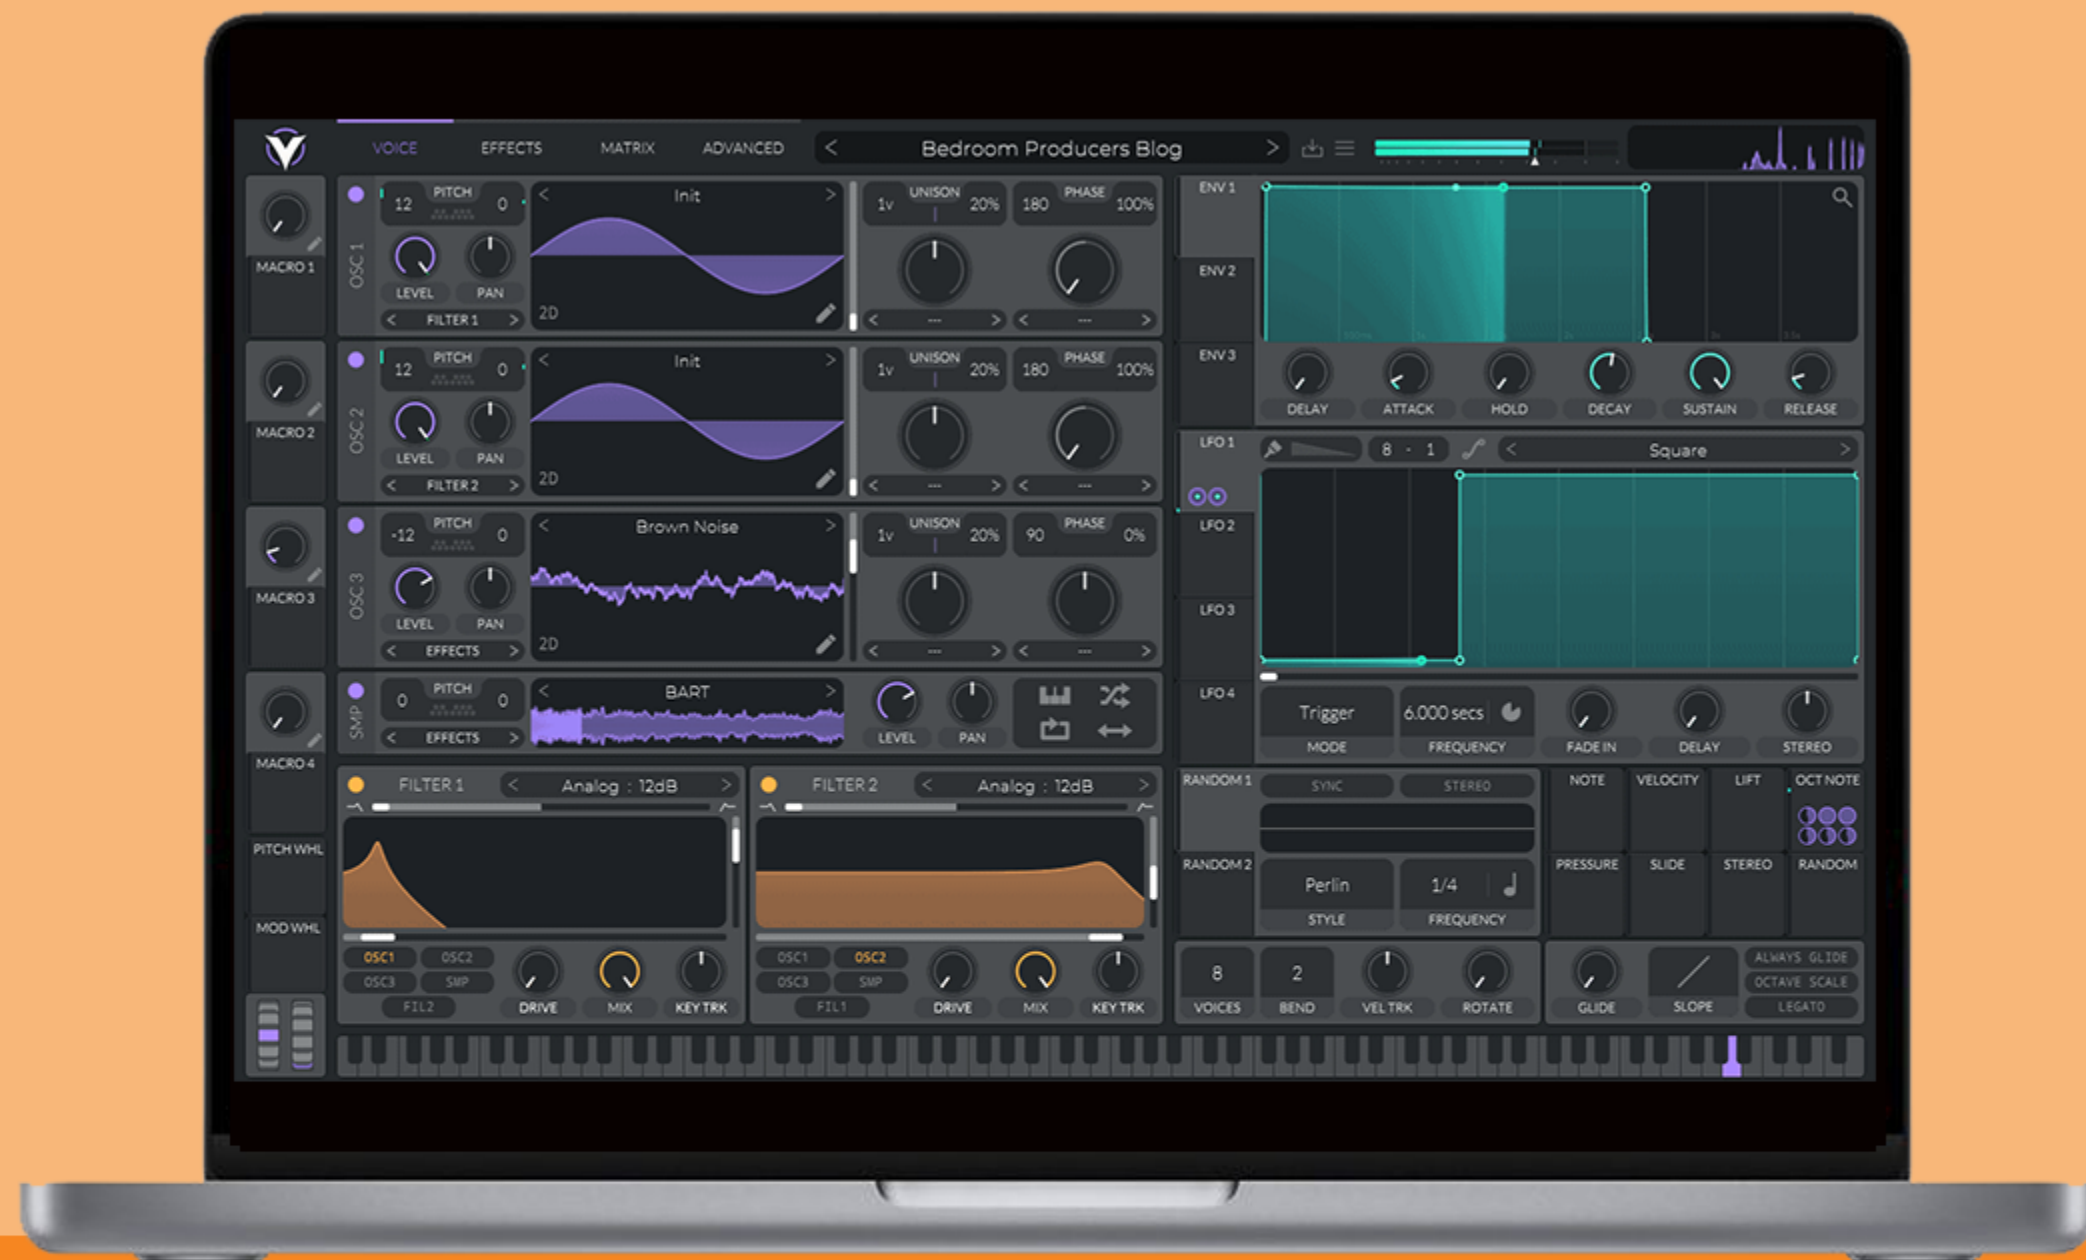 VOICE EFFECTS MATRIX ADVANCED < Bedroom Producers Blog >
MACRO 1
MACRO 2
MACRO 3
MACRO 4
PITCH WHL
MOD WHL
OSC 1
PITCH
12 0
LEVEL PAN
< FILTER 1 >
< Init >
2D
UNISON
1v 20%
< --- >
PHASE
180 100%
< --- >
OSC 2
PITCH
12 0
LEVEL PAN
< FILTER 2 >
< Init >
2D
UNISON
1v 20%
< --- >
PHASE
180 100%
< --- >
OSC 3
PITCH
-12 0
LEVEL PAN
< EFFECTS >
< Brown Noise >
2D
UNISON
1v 20%
< --- >
PHASE
90 0%
< --- >
SMP
PITCH
0 0
< EFFECTS >
< BART >
LEVEL PAN
FILTER 1 < Analog : 12dB >
OSC1 OSC2
OSC3 SMP
FIL2
DRIVE MIX KEY TRK
FILTER 2 < Analog : 12dB >
OSC1 OSC2
OSC3 SMP
FIL1
DRIVE MIX KEY TRK
ENV 1
ENV 2
ENV 3
DELAY ATTACK HOLD DECAY SUSTAIN RELEASE
LFO 1
LFO 2
LFO 3
LFO 4
8 - 1 < Square >
Trigger
MODE
6.000 secs
FREQUENCY
FADE IN DELAY STEREO
RANDOM 1
RANDOM 2
SYNC STEREO
Perlin
STYLE
1/4
FREQUENCY
NOTE VELOCITY LIFT OCT NOTE
PRESSURE SLIDE STEREO RANDOM
8
VOICES
2
BEND
VEL TRK ROTATE
GLIDE SLOPE
ALWAYS GLIDE
OCTAVE SCALE
LEGATO